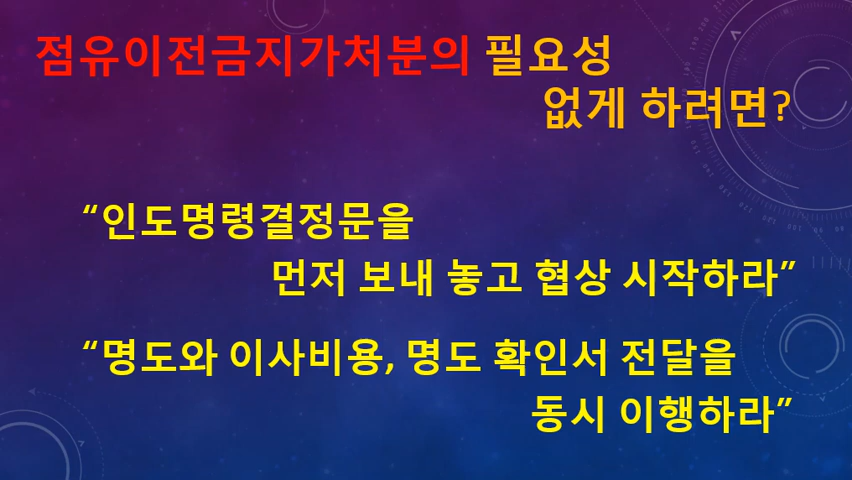 점유이전금지가처분의 필요성
없게 하려면?
“인도명령결정문을
먼저 보내 놓고 협상 시작하라”
“명도와 이사비용, 명도 확인서 전달을
동시 이행하라”